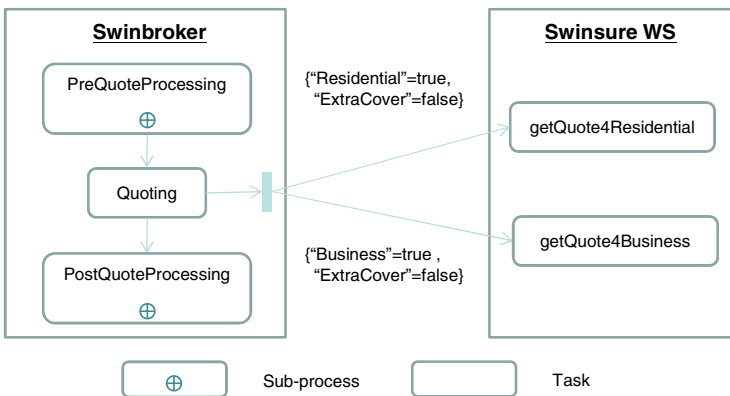 Swinbroker
Swinsure WS
PreQuoteProcessing
{“Residential”=true,
“ExtraCover”=false}
getQuote4Residential
Quoting
getQuote4Business
{“Business”=true ,
“ExtraCover”=false}
PostQuoteProcessing
Sub-process
Task